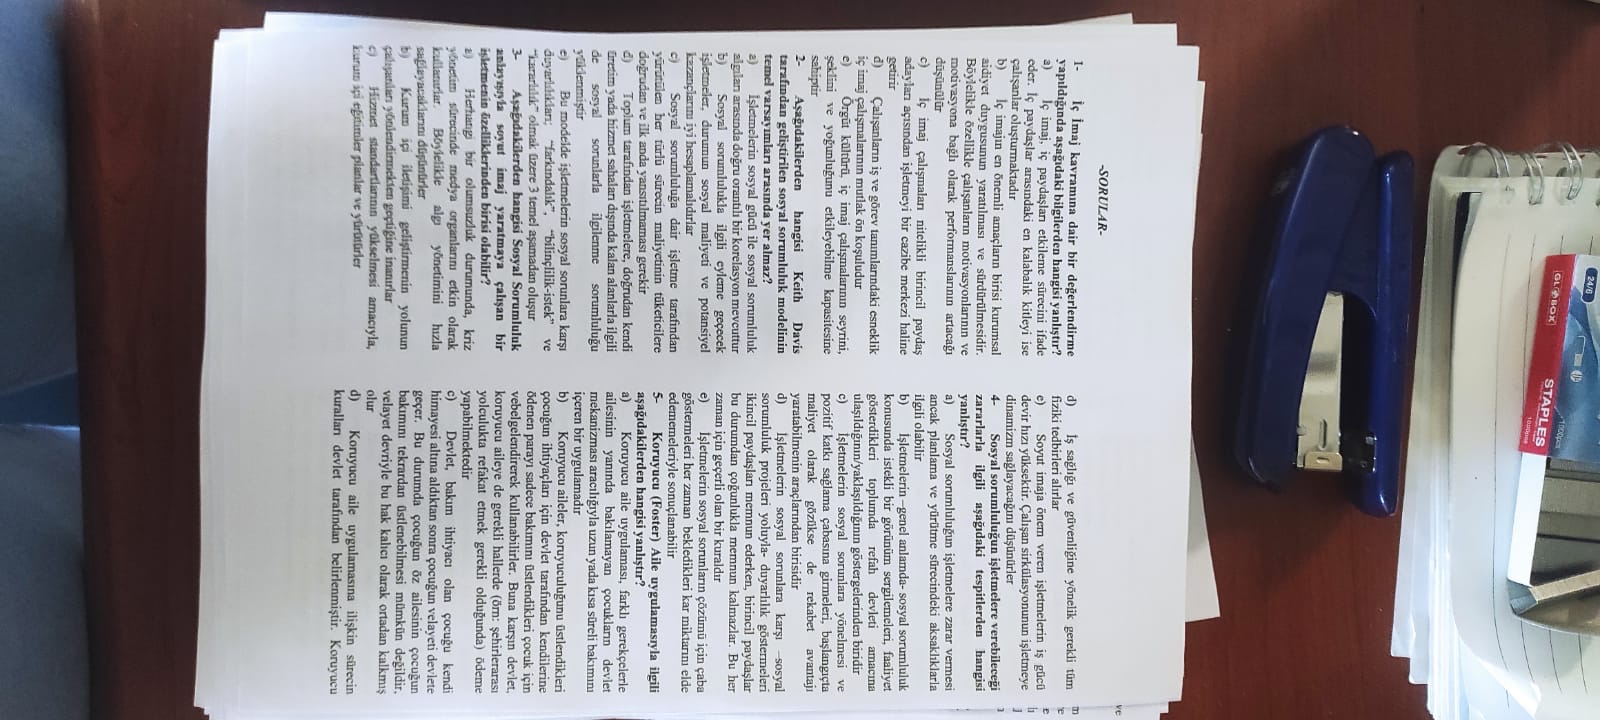 24/6
1000pcs
GLOBOX
STAPLES
1000pcs
-SORULAR-
1- İç İmaj kavramına dair bir değerlendirme
yapıldığında aşağıdaki bilgilerden hangisi yanlıştır?
a) İç imaj, iç paydaşları etkileme sürecini ifade
eder. İç paydaşlar arasındaki en kalabalık kitleyi ise
çalışanlar oluşturmaktadır
b) İç imajın en önemli amaçların birisi kurumsal
aidiyet duygusunun yaratılması ve sürdürülmesidir.
Böylelikle özellikle çalışanların motivasyonlarının ve
motivasyona bağlı olarak performanslarının artacağı
düşünülür
c) İç imaj çalışmaları nitelikli birincil paydaş
adayları açısından işletmeyi bir cazibe merkezi haline
getirir
d) Çalışanların iş ve görev tanımlarındaki esneklik
iç imaj çalışmalarının mutlak ön koşuludur
e) Örgüt kültürü, iç imaj çalışmalarının seyrini,
şeklini ve yoğunluğunu etkileyebilme kapasitesine
sahiptir
2- Aşağıdakilerden hangisi Keith Davis
tarafından geliştirilen sosyal sorumluluk modelinin
temel varsayımları arasında yer almaz?
a) İşletmelerin sosyal gücü ile sosyal sorumluluk
algıları arasında doğru orantılı bir korelasyon mevcuttur
b) Sosyal sorumlulukla ilgili eyleme geçecek
işletmeler, durumun sosyal maliyeti ve potansiyel
kazançlarını iyi hesaplamalıdırlar
c) Sosyal sorumluluğa dair işletme tarafından
yürütülen her türlü sürecin maliyetinin tüketicilere
doğrudan ve ilk anda yansıtılmaması gerekir
d) Toplum tarafından işletmelere, doğrudan kendi
üretim yada hizmet sahaları dışında kalan alanlarla ilgili
de sosyal sorunlarla ilgilenme sorumluluğu
yüklenmiştir
e) Bu modelde işletmelerin sosyal sorunlara karşı
duyarlılıkları; “farkındalık”, “bilinçlilik-istek” ve
“kararlılık” olmak üzere 3 temel aşamadan oluşur
3- Aşağıdakilerden hangisi Sosyal Sorumluluk
anlayışıyla soyut imaj yaratmaya çalışan bir
işletmenin özelliklerinden birisi olabilir?
a) Herhangi bir olumsuzluk durumunda, kriz
yönetim sürecinde medya organlarını etkin olarak
kullanırlar. Böylelikle algı yönetimini hızla
sağlayacaklarını düşünürler
b) Kurum içi iletişimi geliştirmenin yolunun
çalışanları yönlendirmekten geçtiğine inanırlar
c) Hizmet standartlarının yükselmesi amacıyla,
kurum içi eğitimler planlar ve yürütürler
d) İş sağlığı ve güvenliğine yönelik gerekli tüm
fiziki tedbirleri alırlar
e) Soyut imaja önem veren işletmelerin iş gücü
devir hızı yüksektir. Çalışan sirkülasyonunun işletmeye
dinamizm sağlayacağını düşünürler
4- Sosyal sorumluluğun işletmelere verebileceği
zararlarla ilgili aşağıdaki tespitlerden hangisi
yanlıştır?
a) Sosyal sorumluluğun işletmelere zarar vermesi
ancak planlama ve yürütme sürecindeki aksaklıklarla
ilgili olabilir
b) İşletmelerin –genel anlamda- sosyal sorumluluk
konusunda istekli bir görünüm sergilemeleri, faaliyet
gösterdikleri toplumda refah devleti amacına
ulaşıldığının/yaklaşıldığının göstergelerinden biridir
c) İşletmelerin sosyal sorunlara yönelmesi ve
pozitif katkı sağlama çabasına girmeleri, başlangıçta
maliyet olarak gözükse de rekabet avantajı
yaratabilmenin araçlarından birisidir
d) İşletmelerin sosyal sorunlara karşı –sosyal
sorumluluk projeleri yoluyla- duyarlılık göstermeleri
ikincil paydaşları memnun ederken, birincil paydaşlar
bu durumdan çoğunlukla memnun kalmazlar. Bu her
zaman için geçerli olan bir kuraldır
e) İşletmelerin sosyal sorunların çözümü için çaba
göstermeleri her zaman bekledikleri kar miktarını elde
edememeleriyle sonuçlanabilir
5- Koruyucu (Foster) Aile uygulamasıyla ilgili
aşağıdakilerden hangisi yanlıştır?
a) Koruyucu aile uygulaması, farklı gerekçelerle
ailesinin yanında bakılamayan çocukların devlet
mekanizması aracılığıyla uzun yada kısa süreli bakımını
içeren bir uygulamadır
b) Koruyucu aileler, koruyuculuğunu üstlendikleri
çocuğun ihtiyaçları için devlet tarafından kendilerine
ödenen parayı sadece bakımını üstlendikleri çocuk için
vebelgelendirerek kullanabilirler. Buna karşın devlet,
koruyucu aileye de gerekli hallerde (örn: şehirlerarası
yolculukta refakat etmek gerekli olduğunda) ödeme
yapabilmektedir
c) Devlet, bakım ihtiyacı olan çocuğu kendi
himayesi altına aldıktan sonra çocuğun velayeti devlete
geçer. Bu durumda çocuğun öz ailesinin çocuğun
bakımını tekrardan üstlenebilmesi mümkün değildir,
velayet devriyle bu hak kalıcı olarak ortadan kalkmış
olur
d) Koruyucu aile uygulamasına ilişkin sürecin
kuralları devlet tarafından belirlenmiştir. Koruyucu
ve